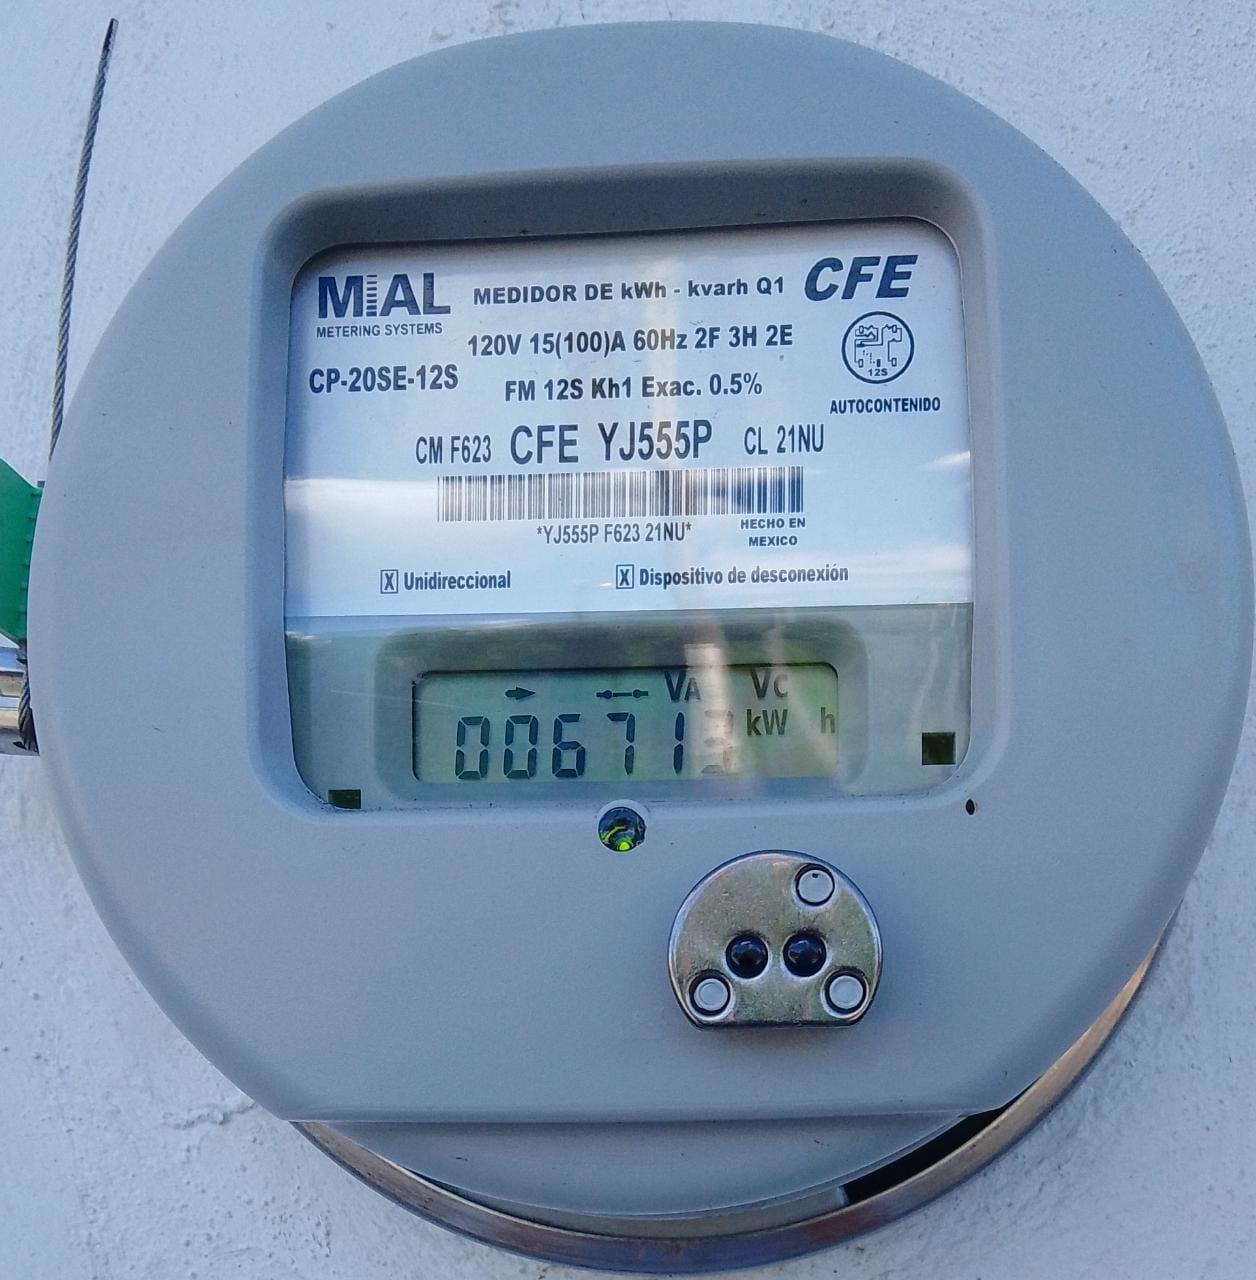 MIAL
METERING SYSTEMS
MEDIDOR DE kWh - kvarh Q1
CFE
120V 15(100)A 60Hz 2F 3H 2E
CP-20SE-12S
FM 12S Kh1 Exac. 0.5%
12S
AUTOCONTENIDO
CM F623 CFE YJ555P CL 21NU
*YJ555P F623 21NU*
HECHO EN
MEXICO
X Unidireccional
X Dispositivo de desconexión
VA VC
kW h